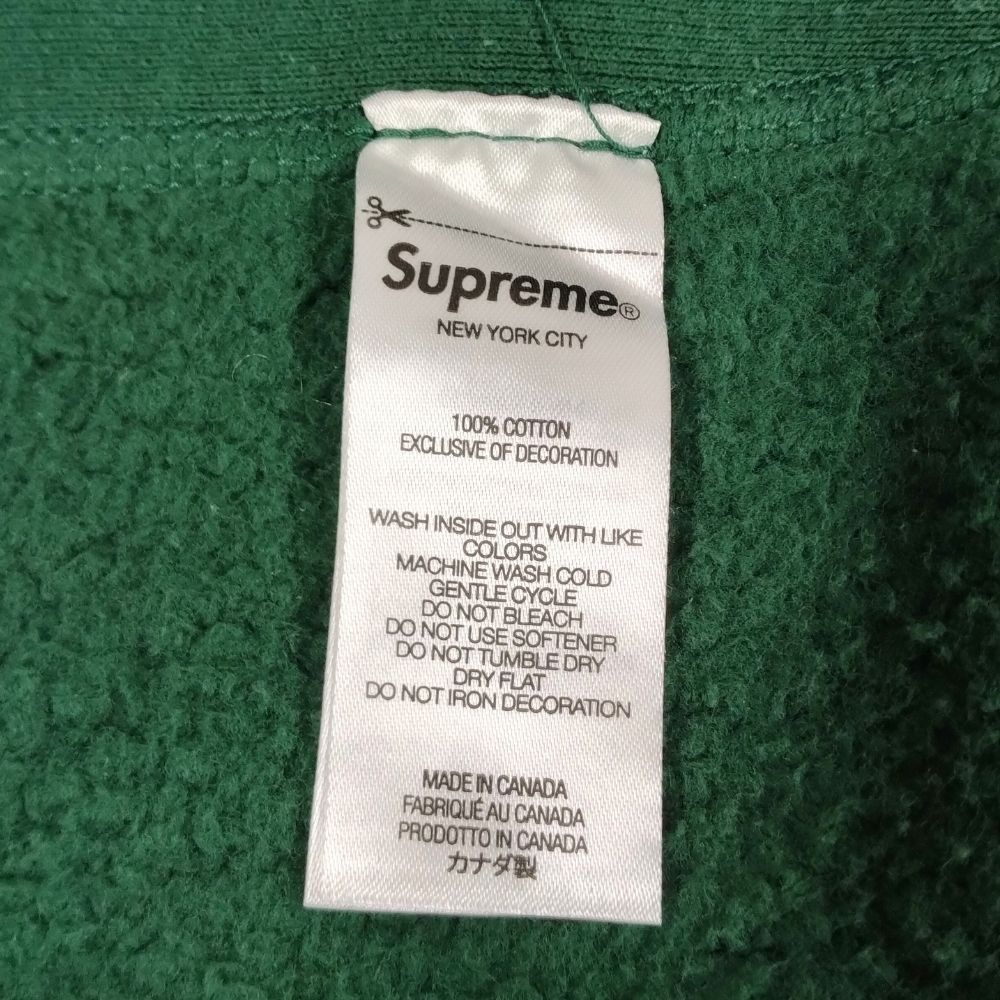 Supreme®
NEW YORK CITY
100% COTTON
EXCLUSIVE OF DECORATION
WASH INSIDE OUT WITH LIKE
COLORS
MACHINE WASH COLD
GENTLE CYCLE
DO NOT BLEACH
DO NOT USE SOFTENER
DO NOT TUMBLE DRY
DRY FLAT
DO NOT IRON DECORATION
MADE IN CANADA
FABRIQUÉ AU CANADA
PRODOTTO IN CANADA
カナダ製